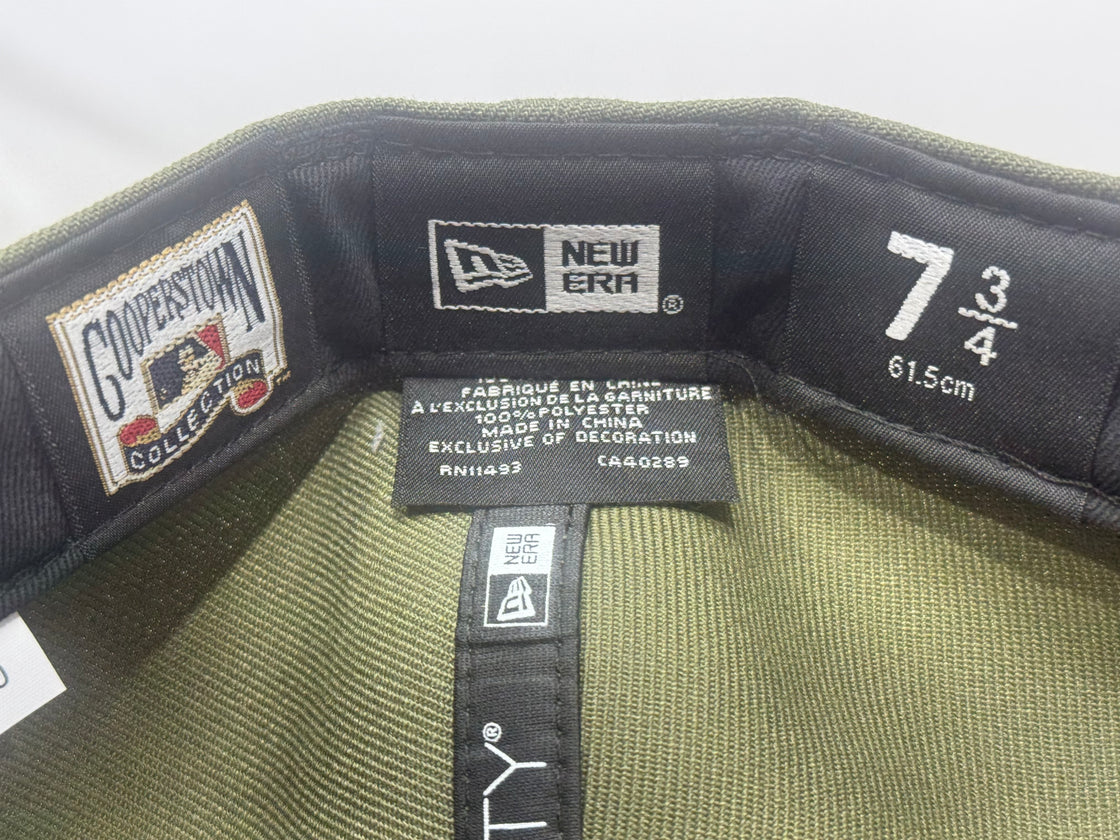 COOPERSTOWN
COLLECTION
NEW
ERA
®
7 3/4
61.5cm
FABRIQUÉ EN CHINE
À L'EXCLUSION DE LA GARNITURE
100% POLYESTER
MADE IN CHINA
EXCLUSIVE OF DECORATION
RN11493 CA40289
NEW
ERA
TY®